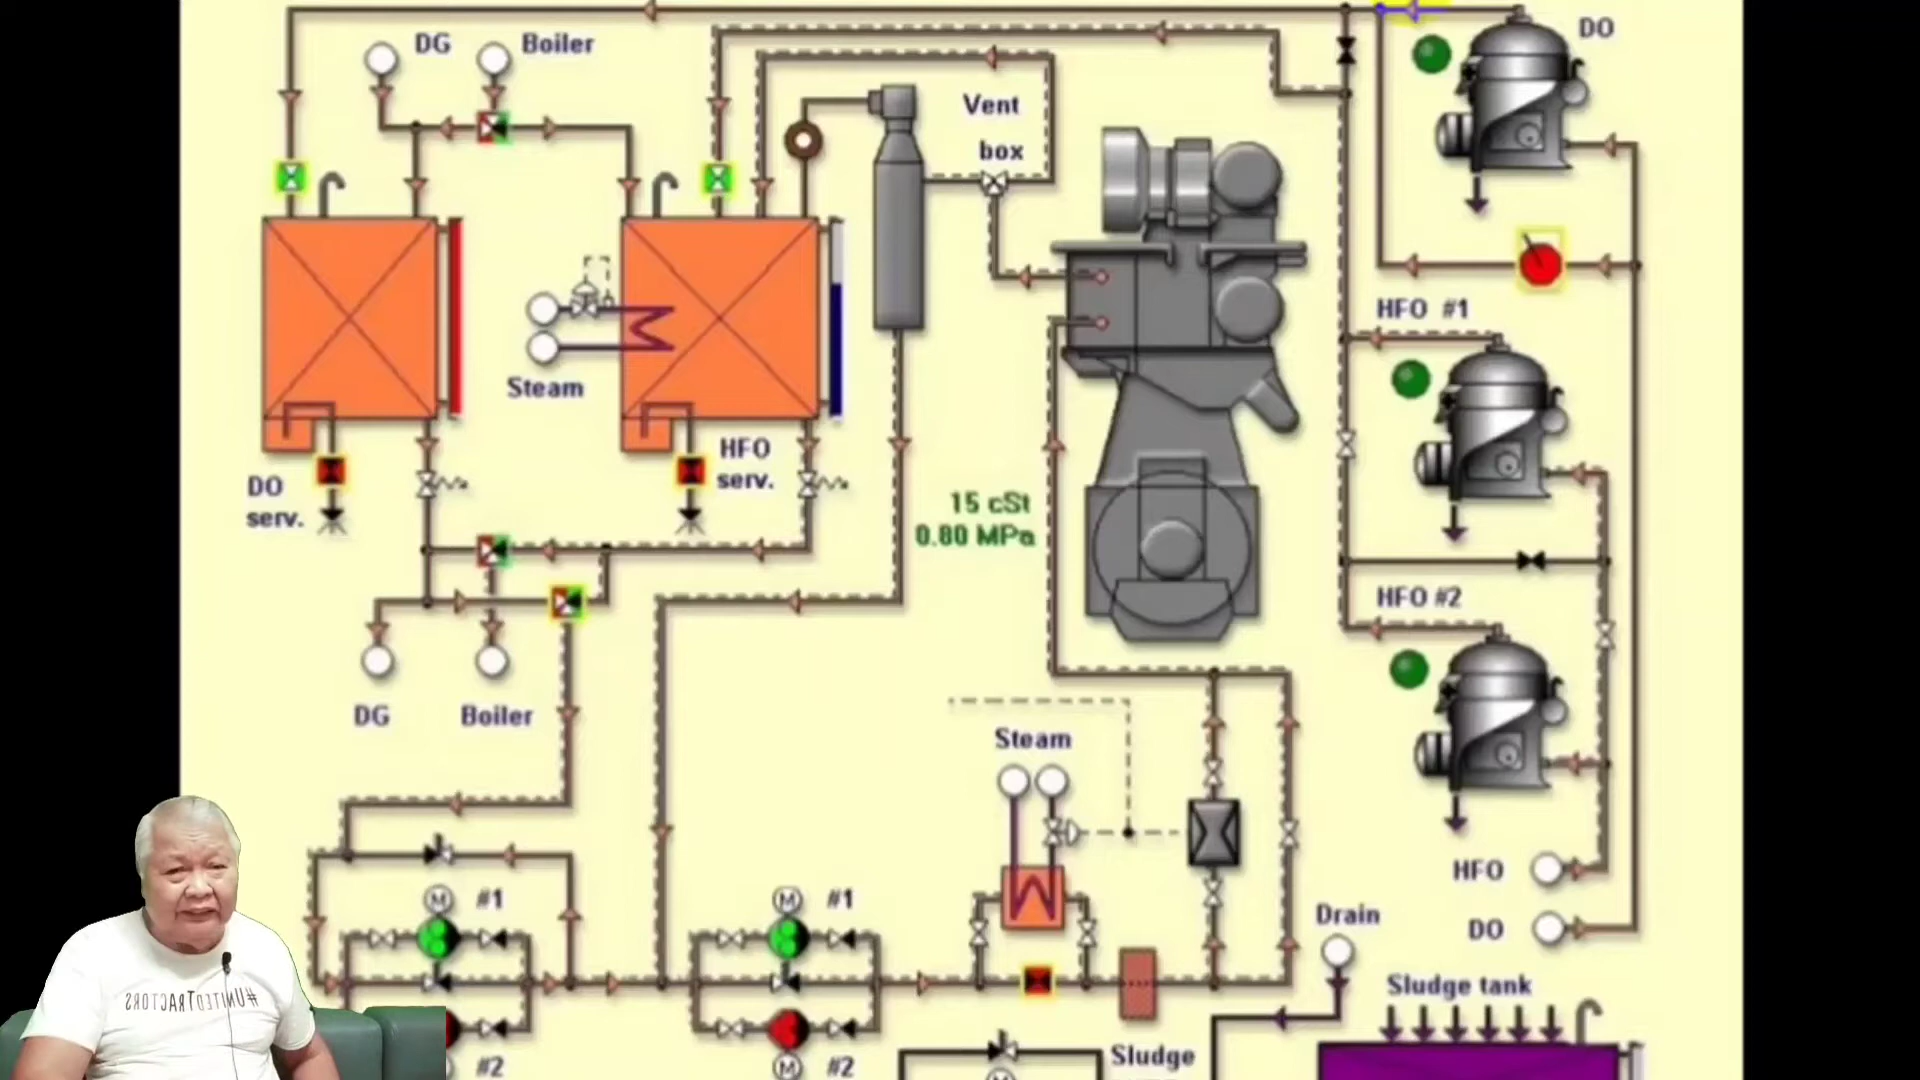 DG
Boiler
DO
Vent
box
HFO #1
Steam
HFO
serv.
DO
serv.
15 cSt
0.80 MPa
HFO #2
DG
Boiler
Steam
HFO
DO
M
#1
M
#1
Drain
Sludge tank
#UNITEDTRACTORS
#2
M
#2
Sludge